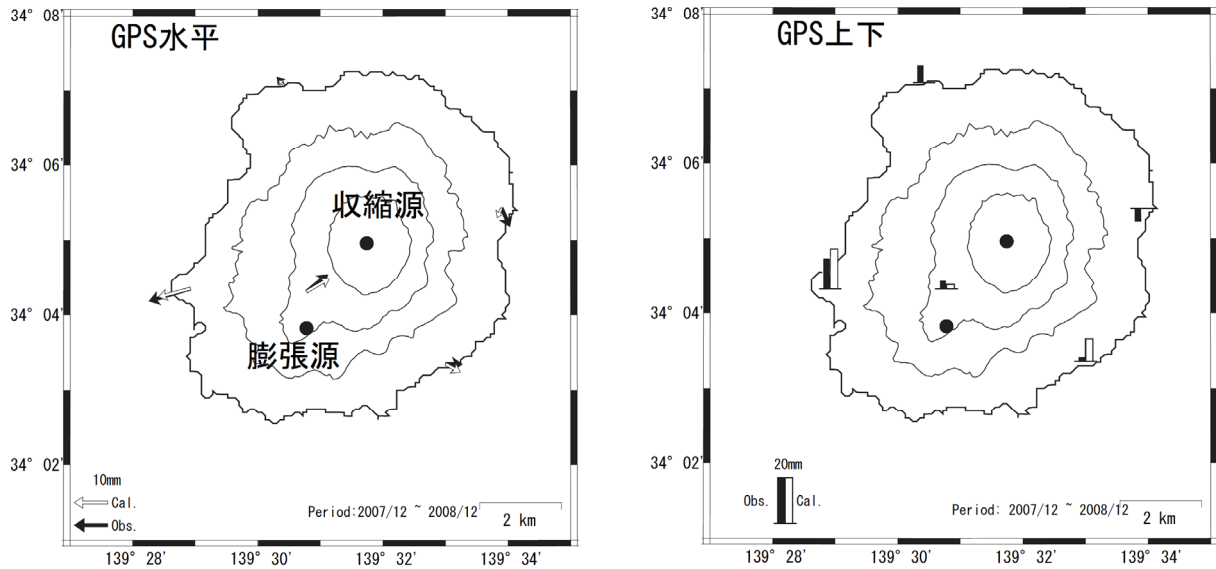 GPS水平
34° 08'
34° 06'
34° 04'
34° 02'
収縮源
膨張源
10mm
Cal.
Obs.
Period:2007/12 ~ 2008/12
2 km
139° 28'
139° 30'
139° 32'
139° 34'
GPS上下
34° 08'
34° 06'
34° 04'
34° 02'
20mm
Obs.
Cal.
Period: 2007/12 ~ 2008/12
2 km
139° 28'
139° 30'
139° 32'
139° 34'